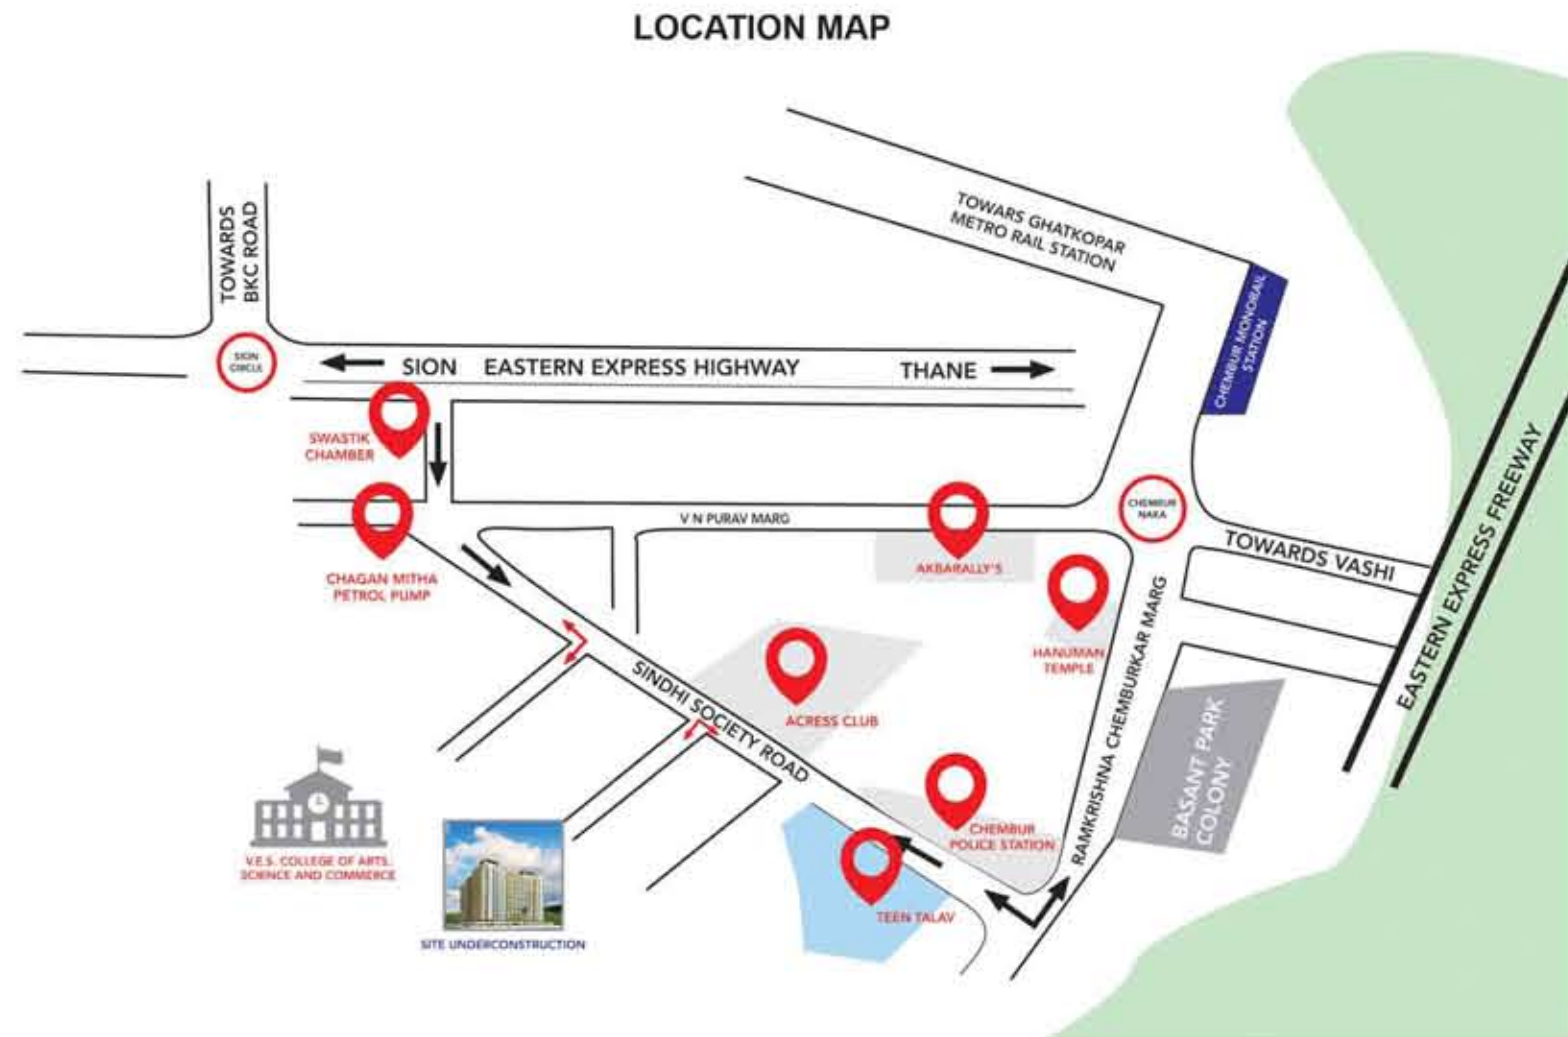 LOCATION MAP
TOWARS GHATKOPAR
METRO RAIL STATION
TOWARDS
BKC ROAD
CHEMBUR MONORAIL
STATION
SION
CIRCLE
SION EASTERN EXPRESS HIGHWAY THANE
SWASTIK
CHAMBER
V N PURAV MARG
CHEMBUR
NAKA
TOWARDS VASHI
EASTERN EXPRESS FREEWAY
AKBARALLY'S
CHAGAN MITHA
PETROL PUMP
HANUMAN
TEMPLE
RAMKRISHNA CHEMBURKAR MARG
SINDHI SOCIETY ROAD
ACRESS CLUB
BASANT PARK
COLONY
CHEMBUR
POLICE STATION
V.E.S. COLLEGE OF ARTS,
SCIENCE AND COMMERCE
TEEN TALAV
SITE UNDERCONSTRUCTION